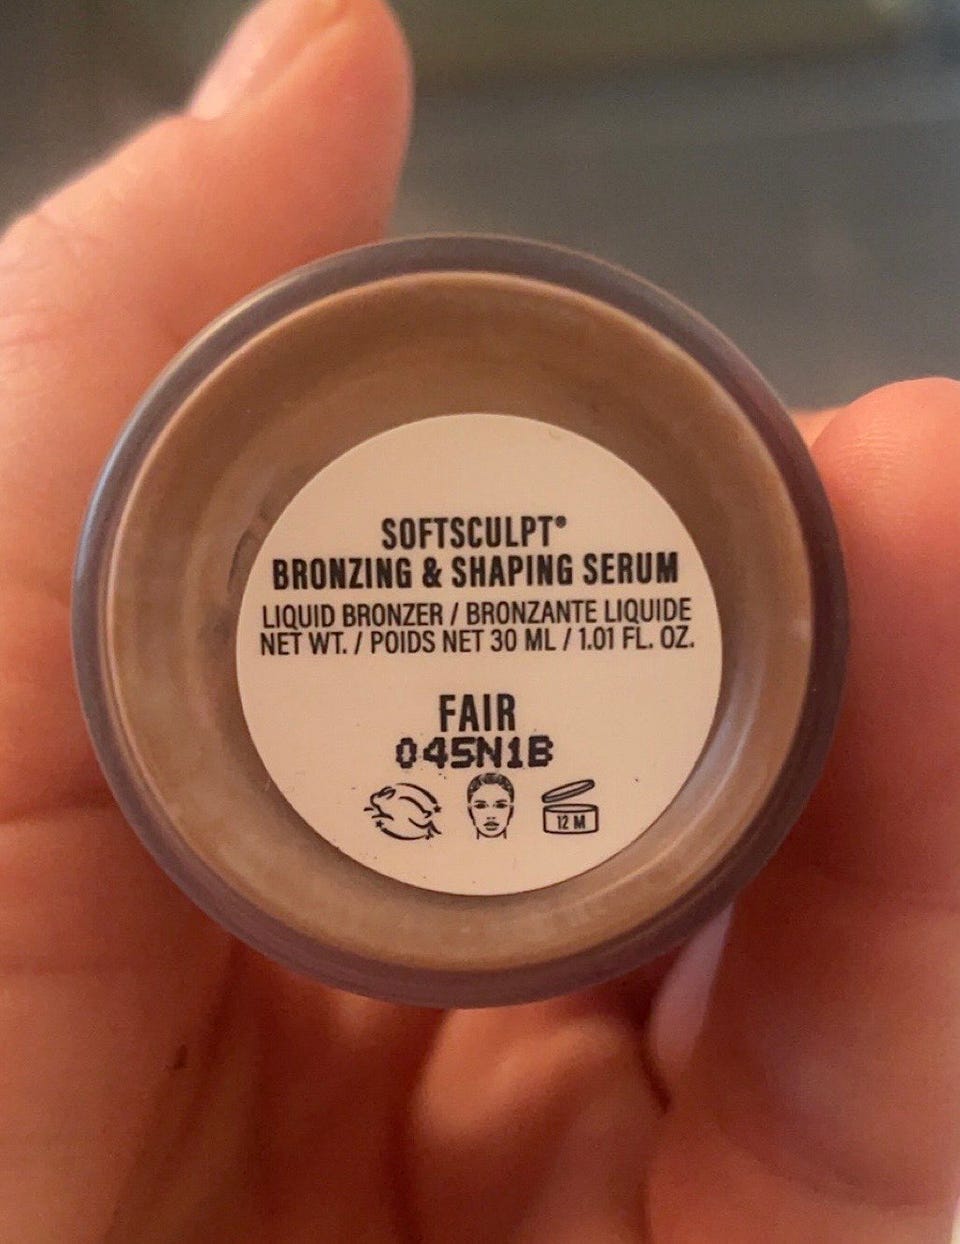 SOFTSCULPT®
BRONZING & SHAPING SERUM
LIQUID BRONZER / BRONZANTE LIQUIDE
NET WT. / POIDS NET 30 ML / 1.01 FL. OZ.
FAIR
045N1B
12 M